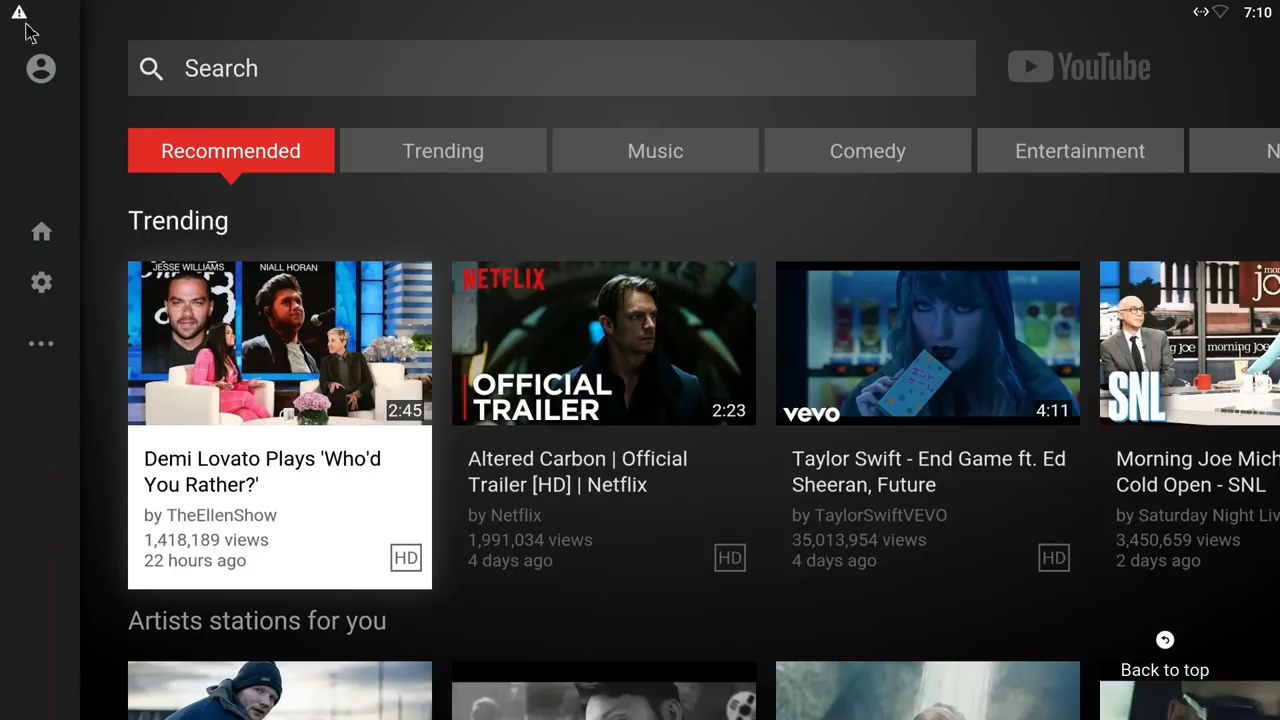 7:10
Search
YouTube
Recommended
Trending
Music
Comedy
Entertainment
N
Trending
JESSE WILLIAMS
NIALL HORAN
2:45
Demi Lovato Plays 'Who'd
You Rather?'
by TheEllenShow
1,418,189 views
22 hours ago
HD
NETFLIX
OFFICIAL
TRAILER
2:23
Altered Carbon | Official
Trailer [HD] | Netflix
by Netflix
1,991,034 views
4 days ago
HD
vevo
4:11
Taylor Swift - End Game ft. Ed
Sheeran, Future
by TaylorSwiftVEVO
35,013,954 views
4 days ago
HD
morning joe
SNL
Morning Joe Mich
Cold Open - SNL
by Saturday Night Liv
3,450,659 views
2 days ago
Artists stations for you
Back to top